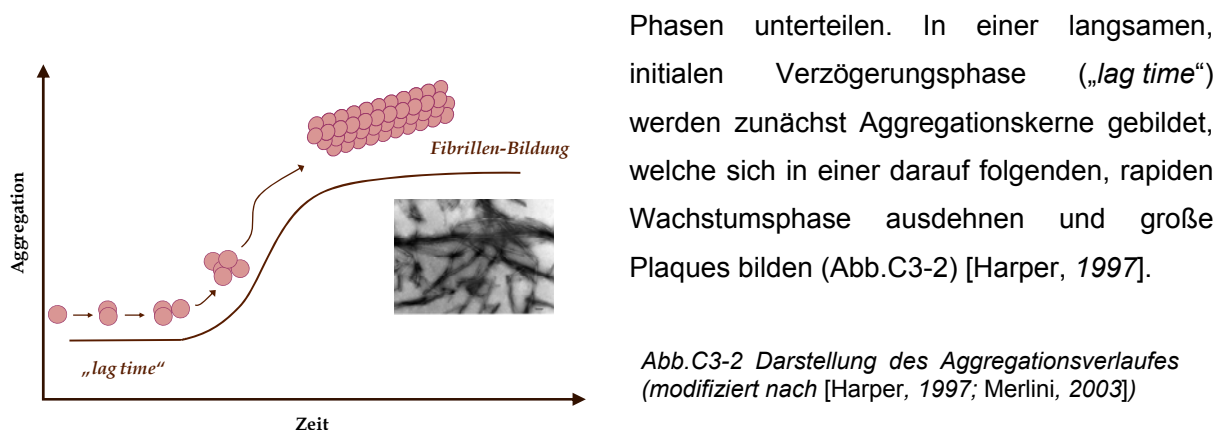 Phasen unterteilen. In einer langsamen,
initialen Verzögerungsphase („lag time“)
werden zunächst Aggregationskerne gebildet,
welche sich in einer darauf folgenden, rapiden
Wachstumsphase ausdehnen und große
Plaques bilden (Abb.C3-2) [Harper, 1997].
Abb.C3-2 Darstellung des Aggregationsverlaufes
(modifiziert nach [Harper, 1997; Merlini, 2003])
Aggregation
Fibrillen-Bildung
„lag time“
Zeit